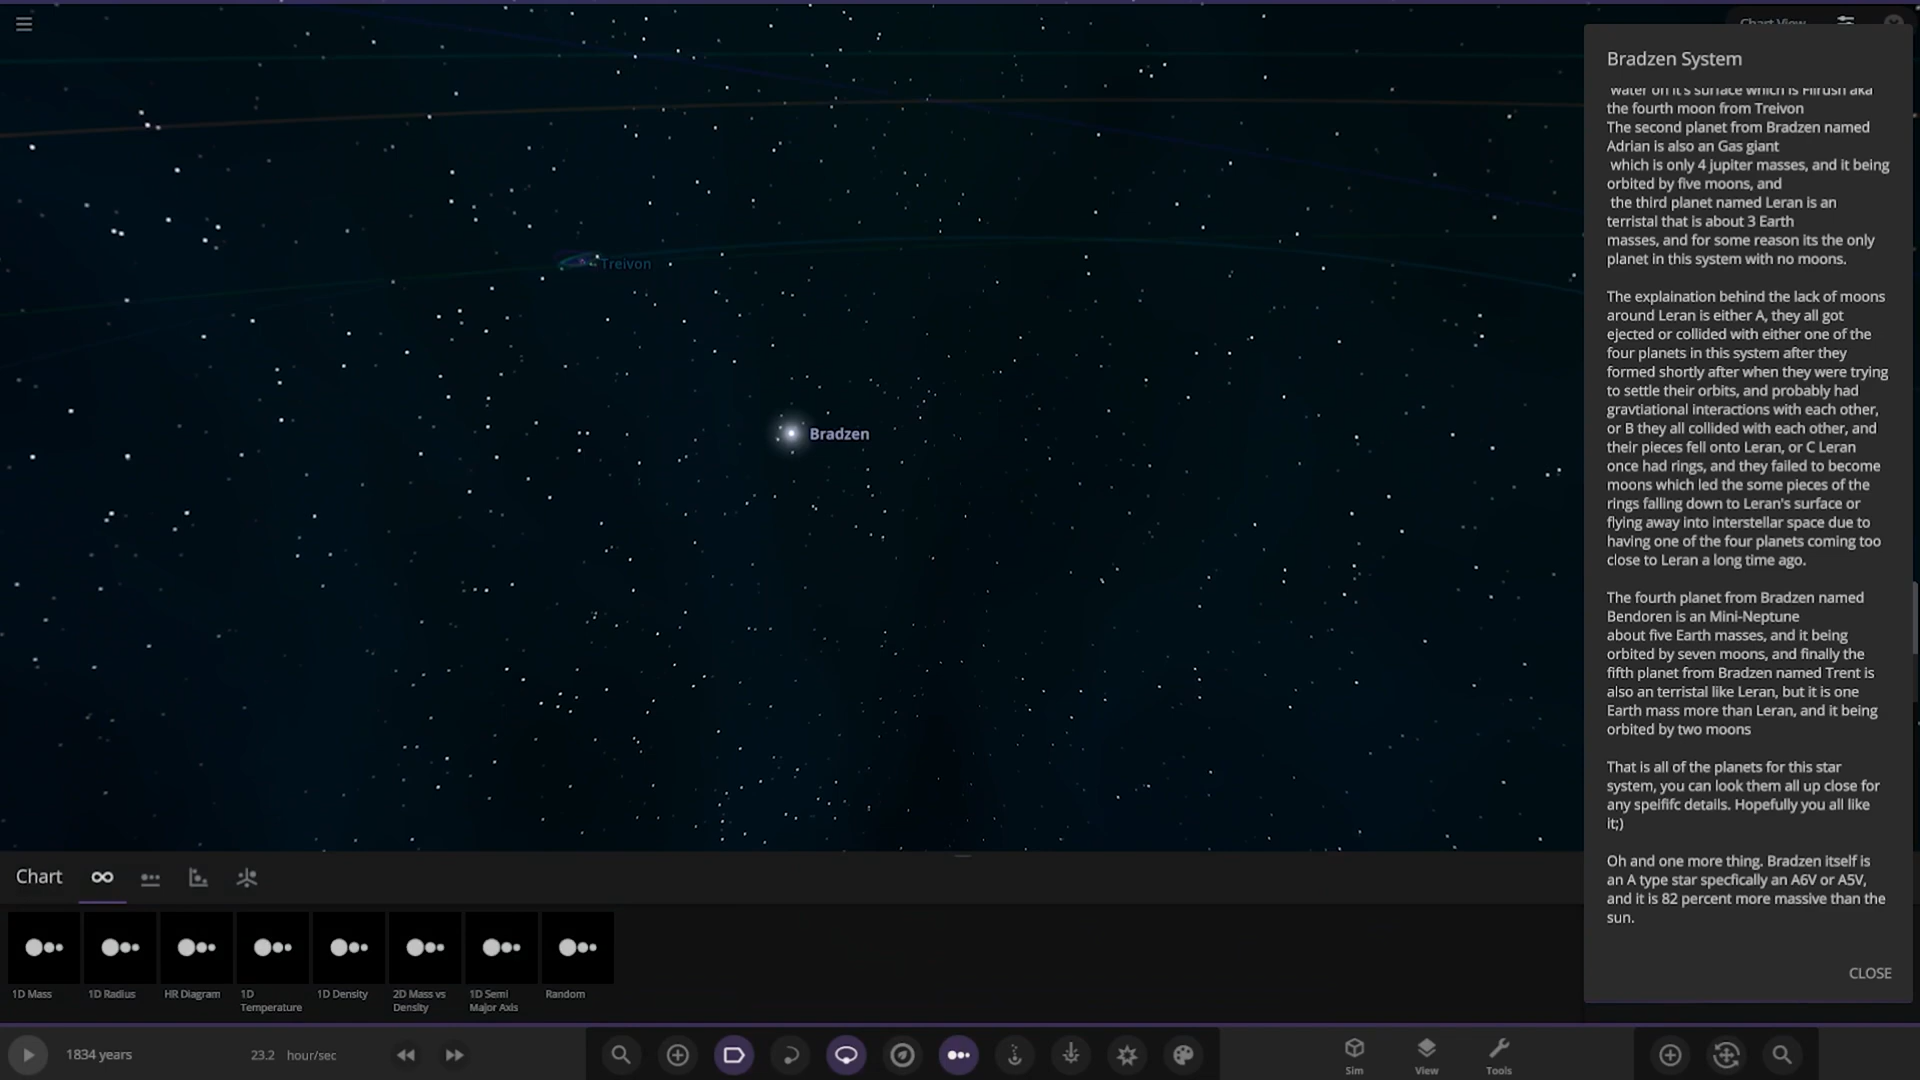 Chart View
Bradzen System
water on it's surface which is Hirush aka
the fourth moon from Treivon
The second planet from Bradzen named
Adrian is also an Gas giant
which is only 4 jupiter masses, and it being
orbited by five moons, and
the third planet named Leran is an
terristal that is about 3 Earth
masses, and for some reason its the only
planet in this system with no moons.
The explaination behind the lack of moons
around Leran is either A, they all got
ejected or collided with either one of the
four planets in this system after they
formed shortly after when they were trying
to settle their orbits, and probably had
gravtiational interactions with each other,
or B they all collided with each other, and
their pieces fell onto Leran, or C Leran
once had rings, and they failed to become
moons which led the some pieces of the
rings falling down to Leran's surface or
flying away into interstellar space due to
having one of the four planets coming too
close to Leran a long time ago.
The fourth planet from Bradzen named
Bendoren is an Mini-Neptune
about five Earth masses, and it being
orbited by seven moons, and finally the
fifth planet from Bradzen named Trent is
also an terristal like Leran, but it is one
Earth mass more than Leran, and it being
orbited by two moons
That is all of the planets for this star
system, you can look them all up close for
any speififc details. Hopefully you all like
it;)
Oh and one more thing. Bradzen itself is
an A type star specfically an A6V or A5V,
and it is 82 percent more massive than the
sun.
CLOSE
Treivon
Bradzen
Chart
1D Mass
1D Radius
HR Diagram
1D
Temperature
1D Density
2D Mass vs
Density
1D Semi
Major Axis
Random
1834 years
23.2 hour/sec
Sim
View
Tools